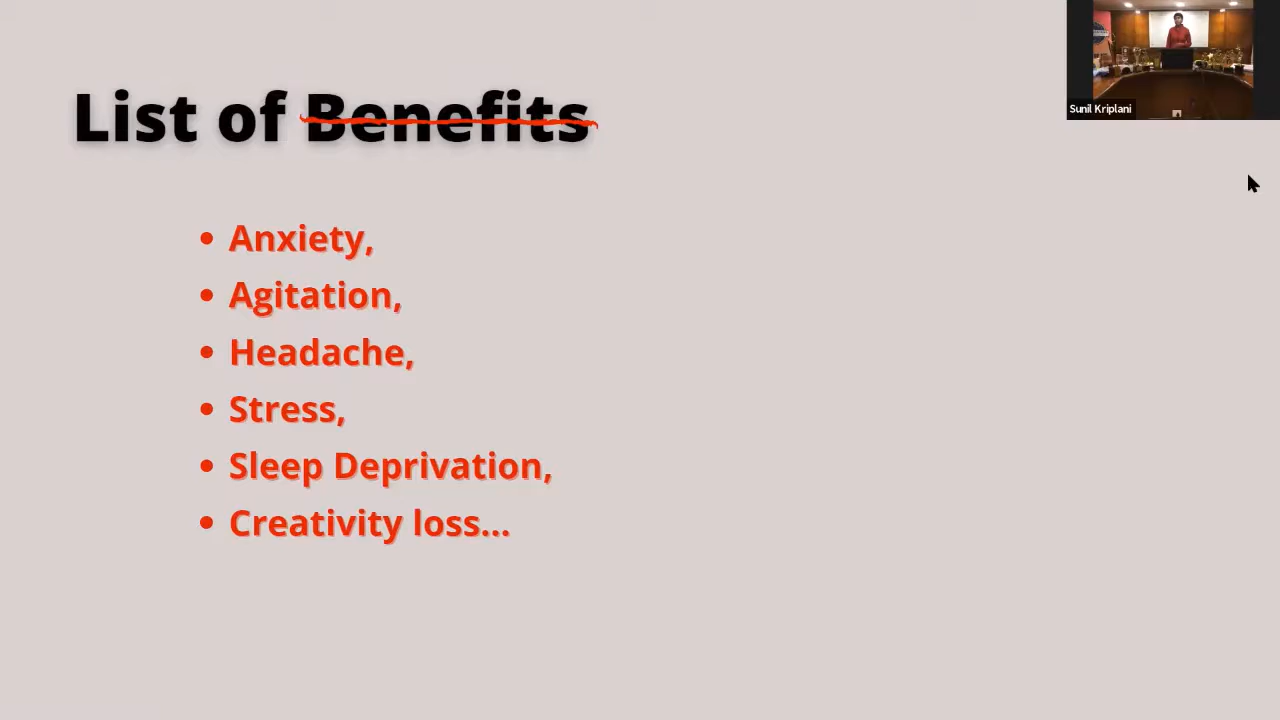 List of Benefits
• Anxiety,
• Agitation,
• Headache,
• Stress,
• Sleep Deprivation,
• Creativity loss...
Sunil Kriplani